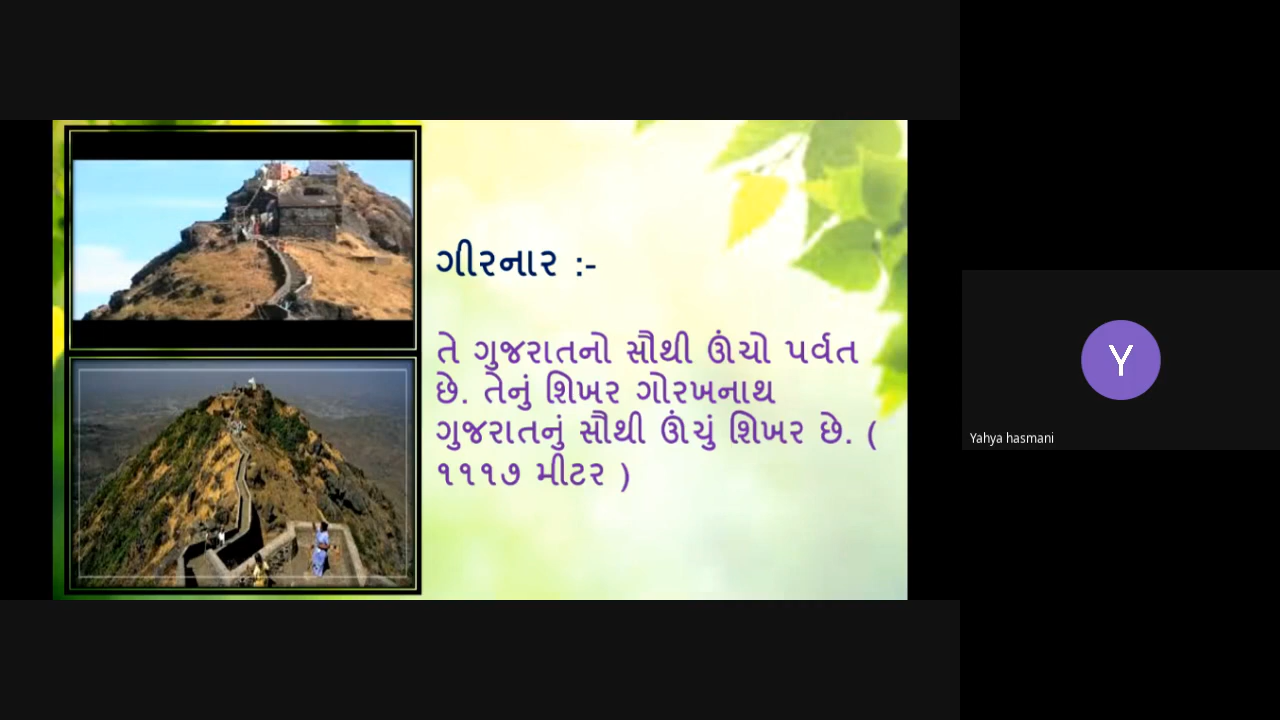 ગીરનાર :-
તે ગુજરાતનો સૌથી ઊંચો પર્વત
છે. તેનું શિખર ગોરખનાથ
ગુજરાતનું સૌથી ઊંચું શિખર છે. (
૧૧૧૭ મીટર )
Y
Yahya hasmani